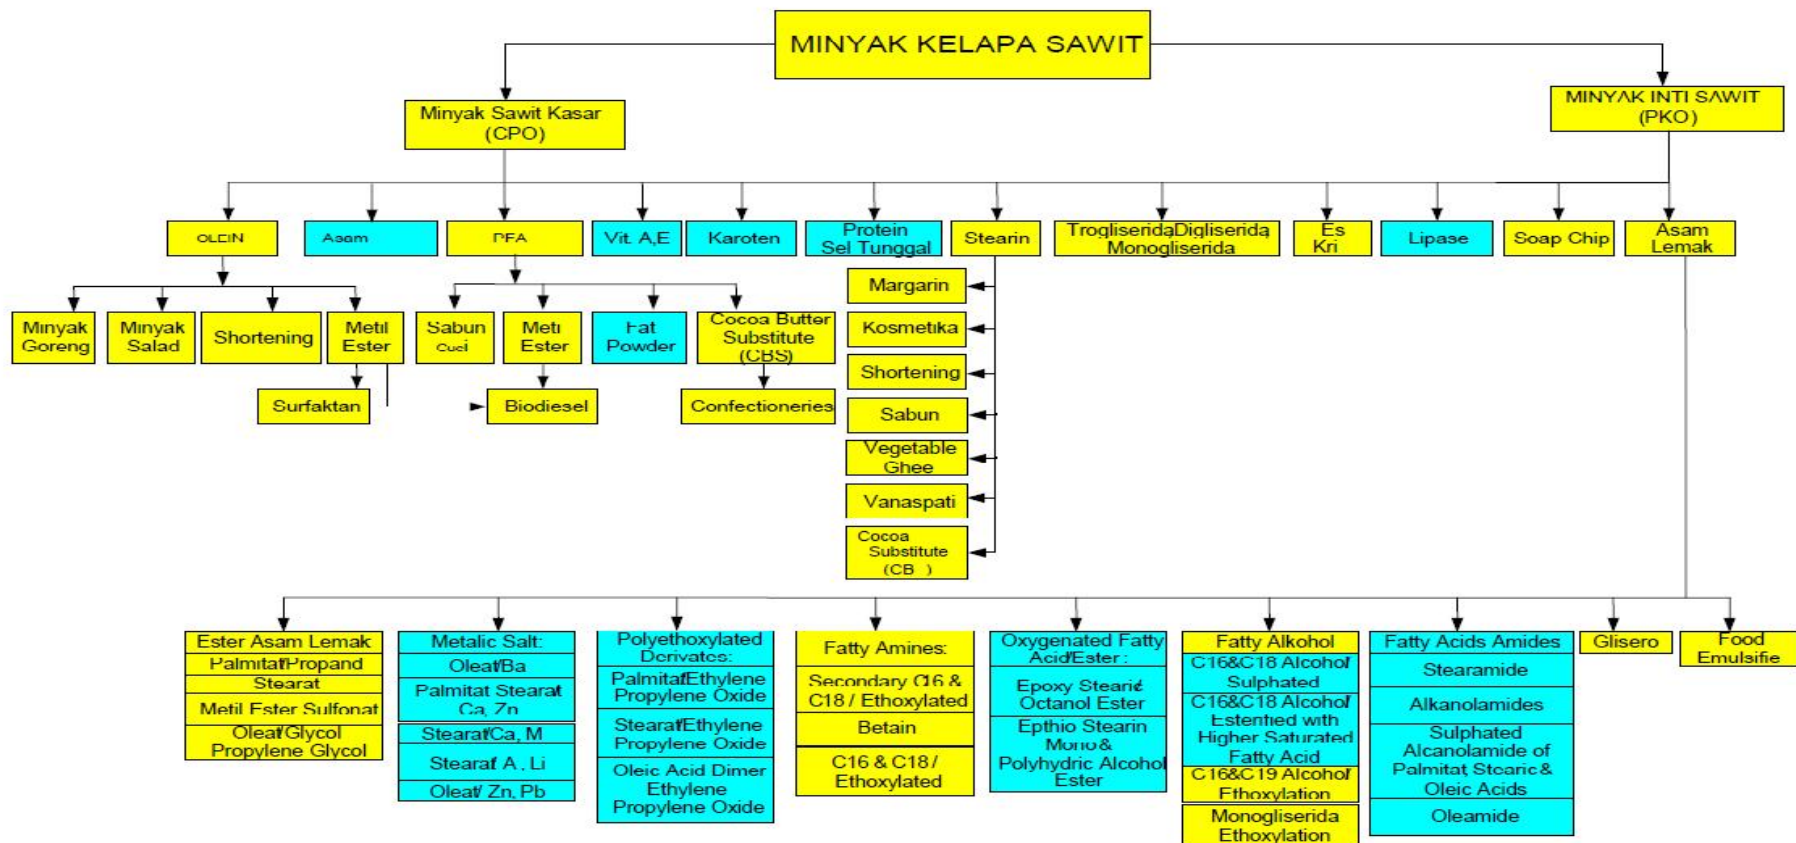 MINYAK KELAPA SAWIT
Minyak Sawit Kasar
(CPO)
MINYAK INTI SAWIT
(PKO)
OLEIN
Asam
PFA
Vit. A,E
Karoten
Protein
Sel Tunggal
Stearin
Trogliserida,Digliserida,
Monogliserida
Es
Kri
Lipase
Soap Chip
Asam
Lemak
Minyak
Goreng
Minyak
Salad
Shortening
Metil
Ester
Sabun
Cuci
Metil
Ester
Fat
Powder
Cocoa Butter
Substitute
(CBS)
Surfaktan
Biodiesel
Confectioneries
Margarin
Kosmetika
Shortening
Sabun
Vegetable
Ghee
Vanaspati
Cocoa
Substitute
(CB )
Ester Asam Lemak
Palmitat/Propand
Stearat
Metil Ester Sulfonat
Oleat/Glycol
Propylene Glycol
Metalic Salt:
Oleat/Ba
Palmitat Stearat/
Ca, Zn
Stearat/Ca, M
Stearat/ A , Li
Oleat/ Zn, Pb
Polyethoxylated
Derivates:
Palmitat/Ethylene
Propylene Oxide
Stearat/Ethylene
Propylene Oxide
Oleic Acid Dimer
Ethylene
Propylene Oxide
Fatty Amines:
Secondary C16 &
C18 / Ethoxylated
Betain
C16 & C18 /
Ethoxylated
Oxygenated Fatty
Acid/Ester :
Epoxy Stearic/
Octanol Ester
Epthio Stearin
Mono &
Polyhydric Alcohol
Ester
Fatty Alkohol
C16&C18 Alcohol/
Sulphated
C16&C18 Alcohol/
Esterified with
Higher Saturated
Fatty Acid
C16&C19 Alcohol/
Ethoxylation
Monogliserida
Ethoxylation
Fatty Acids Amides
Stearamide
Alkanolamides
Sulphated
Alcanolamide of
Palmitat, Stearic &
Oleic Acids
Oleamide
Glisero
Food
Emulsifie